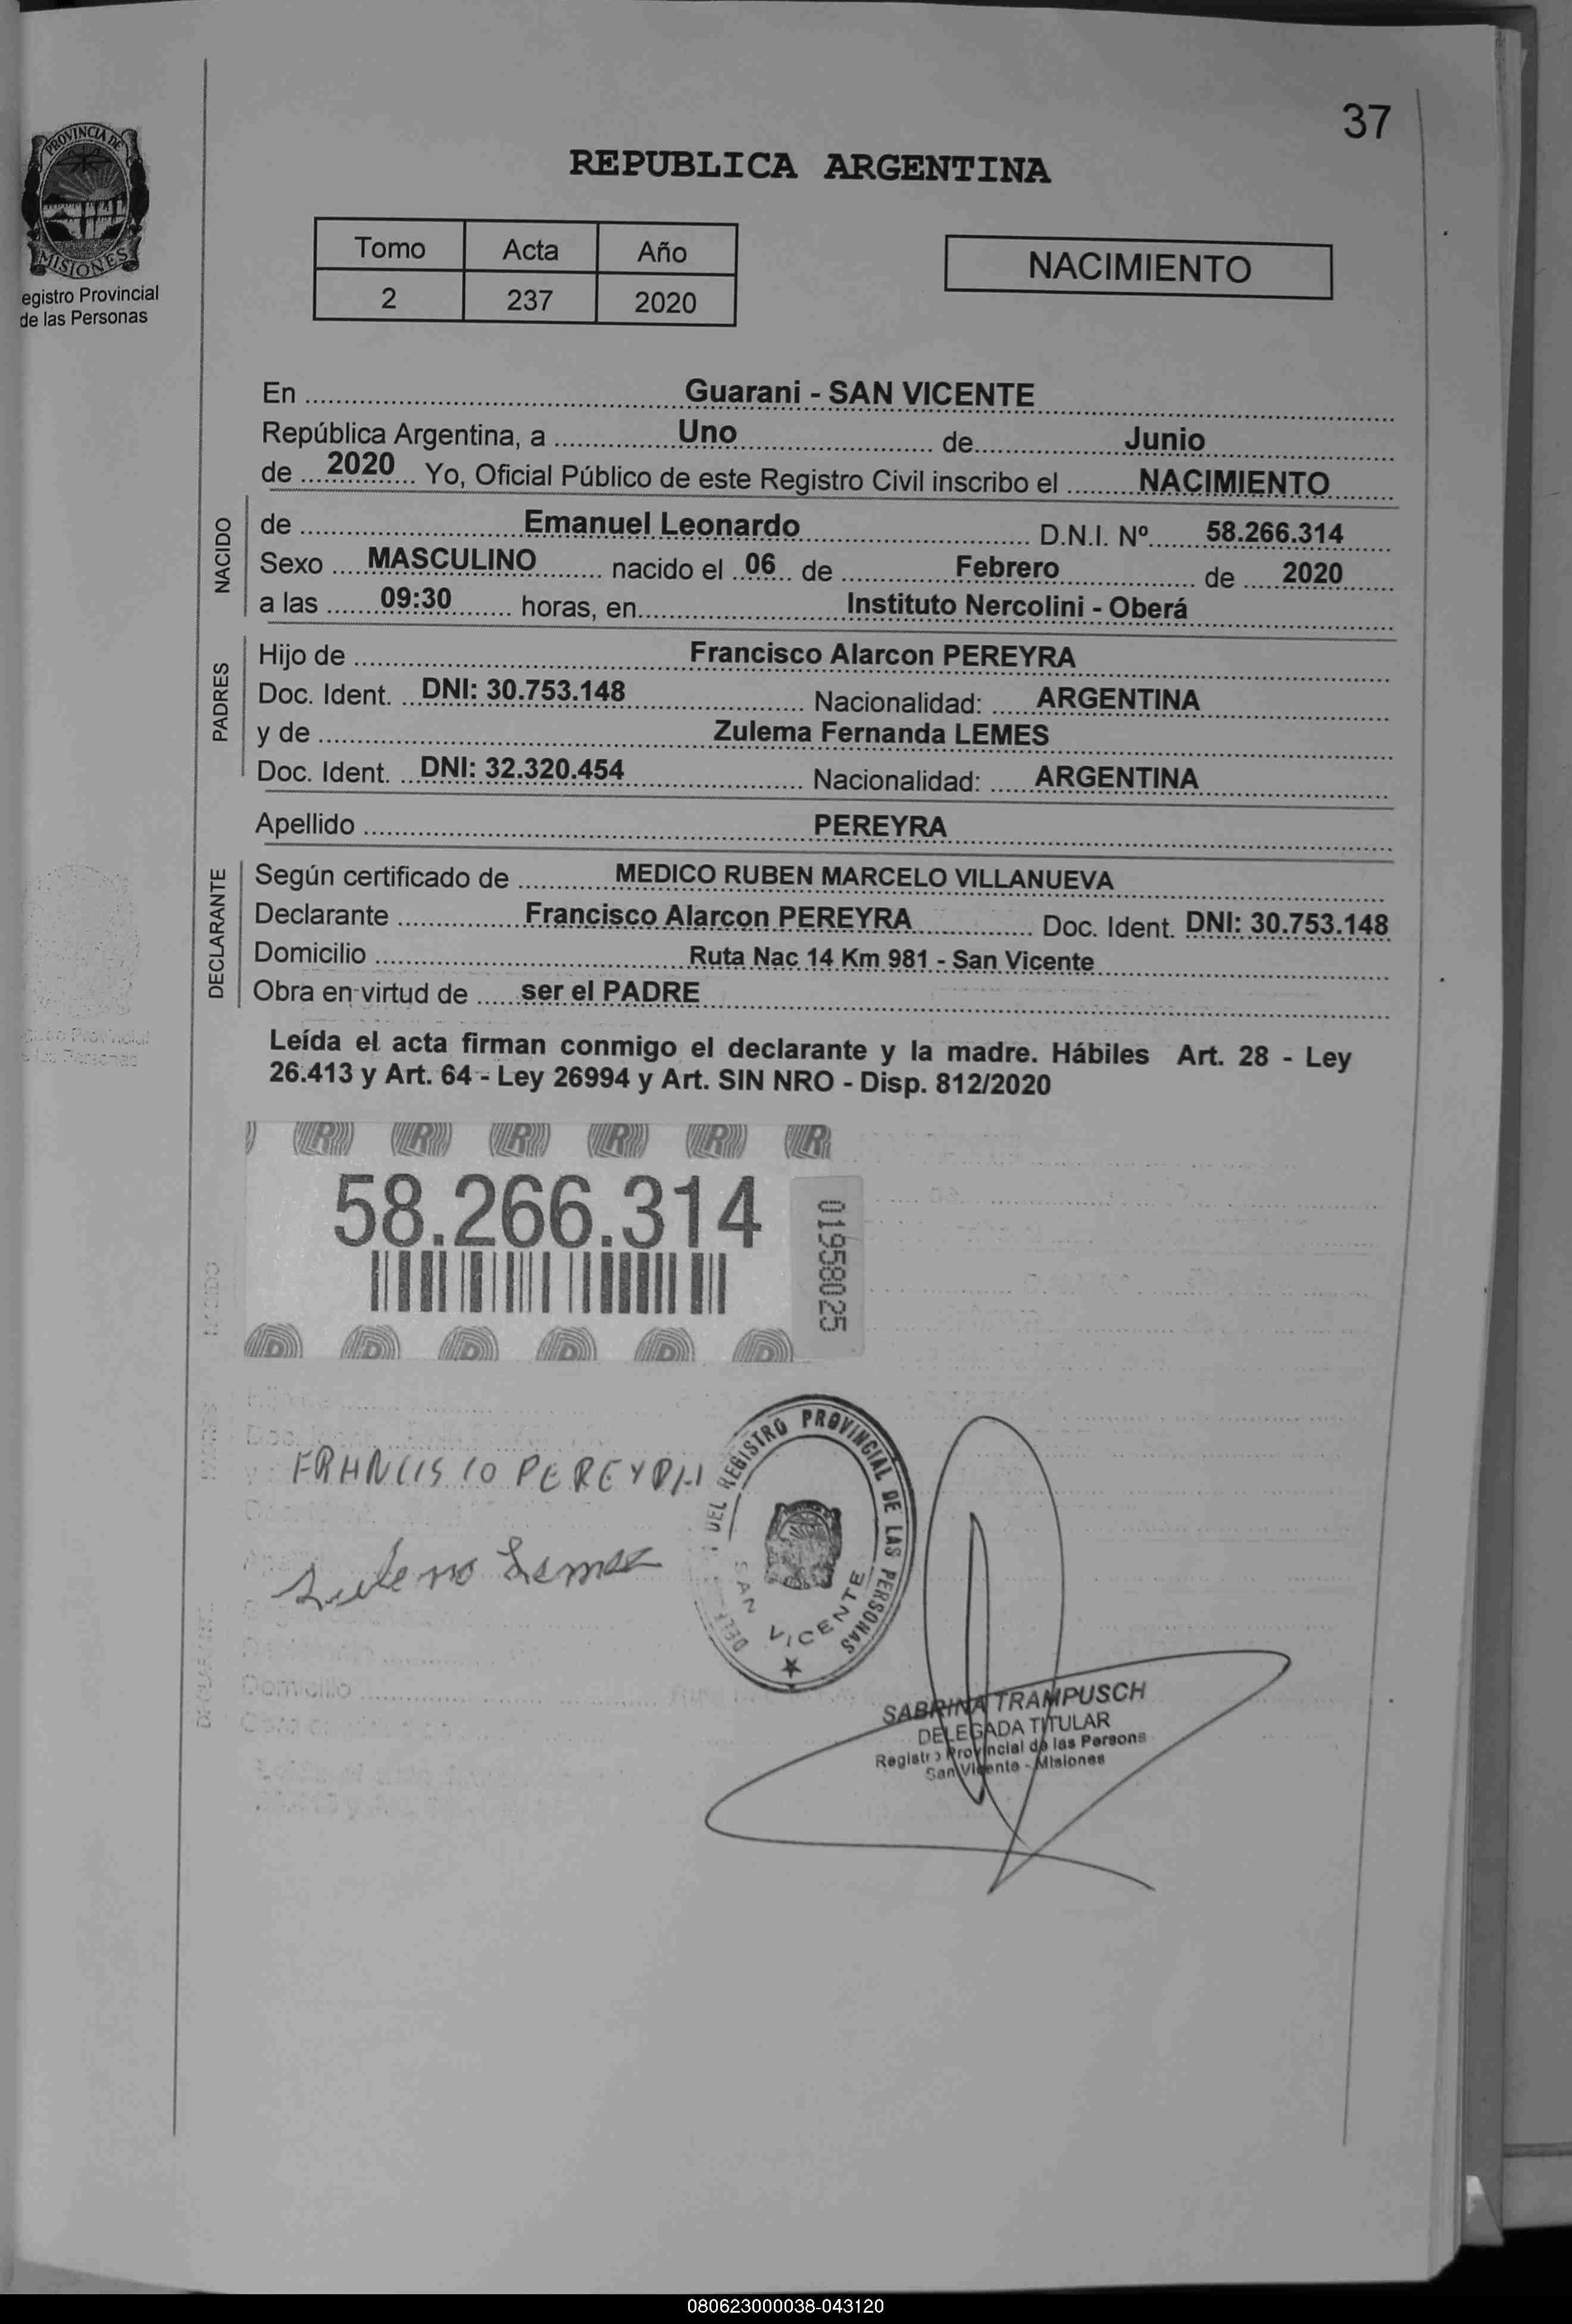 37
PROVINCIA DE
MISIONES
egistro Provincial
de las Personas
REPUBLICA ARGENTINA
Tomo Acta Año
2 237 2020
NACIMIENTO
En Guarani - SAN VICENTE
República Argentina, a Uno de Junio
de 2020 Yo, Oficial Público de este Registro Civil inscribo el NACIMIENTO
NACIDO
de Emanuel Leonardo D.N.I. Nº 58.266.314
Sexo MASCULINO nacido el 06 de Febrero de 2020
a las 09:30 horas, en Instituto Nercolini - Oberá
PADRES
Hijo de Francisco Alarcon PEREYRA
Doc. Ident. DNI: 30.753.148 Nacionalidad: ARGENTINA
y de Zulema Fernanda LEMES
Doc. Ident. DNI: 32.320.454 Nacionalidad: ARGENTINA
Apellido PEREYRA
DECLARANTE
Según certificado de MEDICO RUBEN MARCELO VILLANUEVA
Declarante Francisco Alarcon PEREYRA Doc. Ident. DNI: 30.753.148
Domicilio Ruta Nac 14 Km 981 - San Vicente
Obra en virtud de ser el PADRE
Leída el acta firman conmigo el declarante y la madre. Hábiles Art. 28 - Ley
26.413 y Art. 64 - Ley 26994 y Art. SIN NRO - Disp. 812/2020
58.266.314
01958025
FRANCISCO PEREYRA
DEL REGISTRO PROVINCIAL DE LAS PERSONAS
SAN VICENTE
SABRINA TRAMPUSCH
DELEGADA TITULAR
Registro Provincial de las Persons
San Vicente - Misiones
Domicilio
080623000038-043120